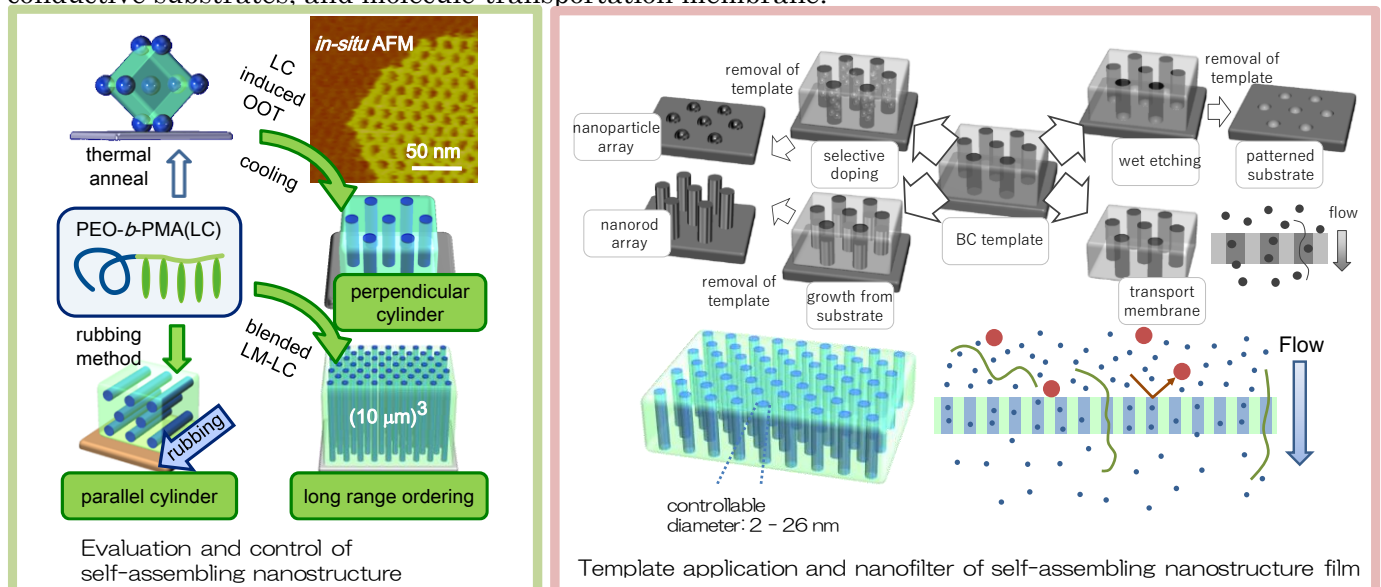 conductive substrates, and molecule transportation membrane.
in-situ AFM
LC
induced
OOT
50 nm
thermal
anneal
cooling
PEO-b-PMA(LC)
perpendicular
cylinder
rubbing
method
blended
LM-LC
(10 μm)³
rubbing
parallel cylinder
long range ordering
Evaluation and control of
self-assembling nanostructure
removal of
template
removal of
template
nanoparticle
array
selective
doping
wet etching
patterned
substrate
nanorod
array
BC template
flow
removal of
template
growth from
substrate
transport
membrane
Flow
controllable
diameter: 2 – 26 nm
Template application and nanofilter of self-assembling nanostructure film